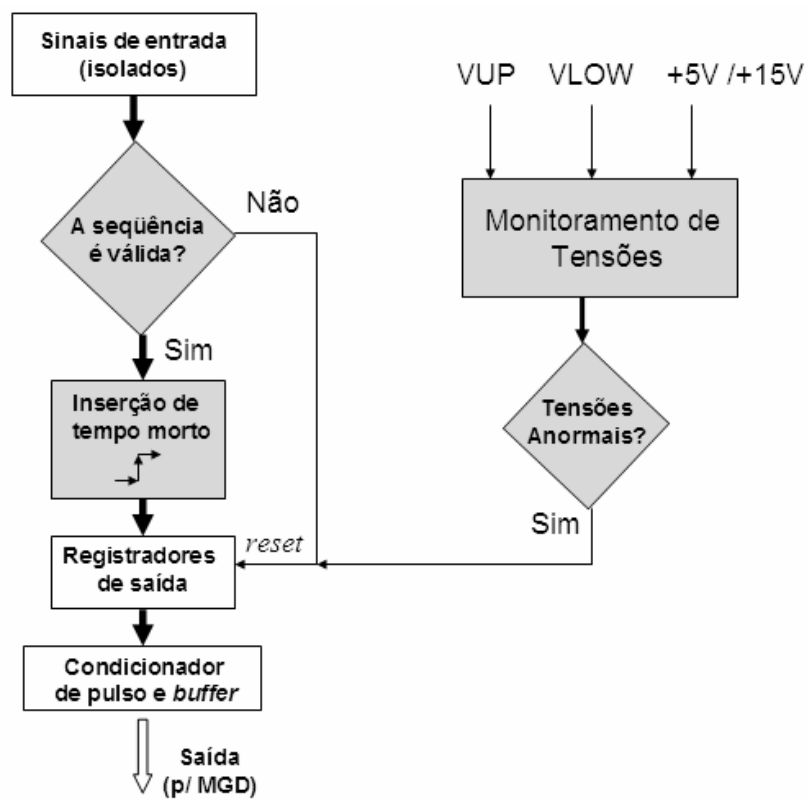 Sinais de entrada
(isolados)
A seqüência
é válida?
Não
Sim
Inserção de
tempo morto
Registradores
de saída
reset
Condicionador
de pulso e buffer
Saída
(p/ MGD)
VUP VLOW +5V /+15V
Monitoramento de
Tensões
Tensões
Anormais?
Sim